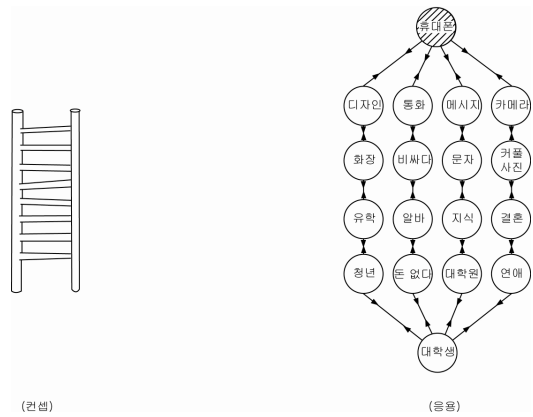 휴대폰
디자인
통화
메시지
카메라
화장
비싸다
문자
커풀
사진
유학
알바
지식
결혼
청년
돈 없다
대학원
연애
대학생
(컨셉)
(응용)